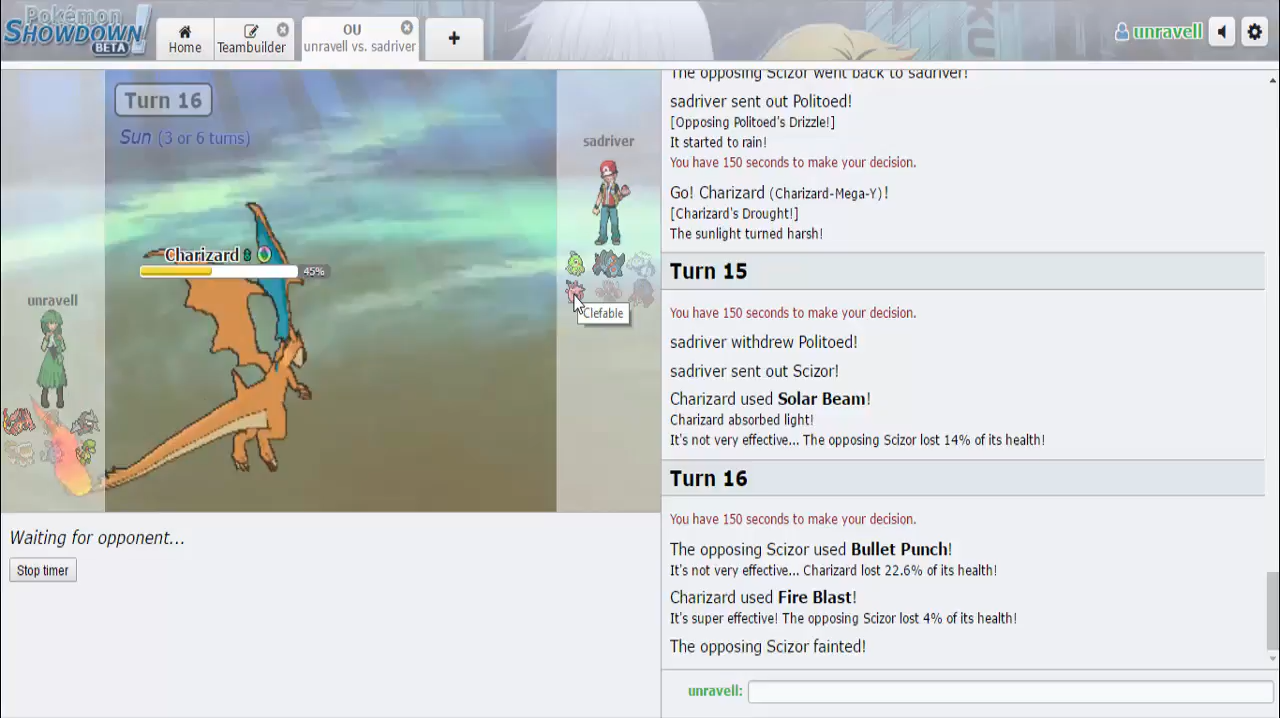 Pokémon
SHOWDOWN!
BETA
Home
Teambuilder
OU
unravell vs. sadriver
+
unravell
Turn 16
Sun (3 or 6 turns)
sadriver
Charizard
45%
unravell
Clefable
Waiting for opponent...
Stop timer
The opposing Scizor went back to sadriver!
sadriver sent out Politoed!
[Opposing Politoed's Drizzle!]
It started to rain!
You have 150 seconds to make your decision.
Go! Charizard (Charizard-Mega-Y)!
[Charizard's Drought!]
The sunlight turned harsh!
Turn 15
You have 150 seconds to make your decision.
sadriver withdrew Politoed!
sadriver sent out Scizor!
Charizard used Solar Beam!
Charizard absorbed light!
It's not very effective... The opposing Scizor lost 14% of its health!
Turn 16
You have 150 seconds to make your decision.
The opposing Scizor used Bullet Punch!
It's not very effective... Charizard lost 22.6% of its health!
Charizard used Fire Blast!
It's super effective! The opposing Scizor lost 4% of its health!
The opposing Scizor fainted!
unravell: